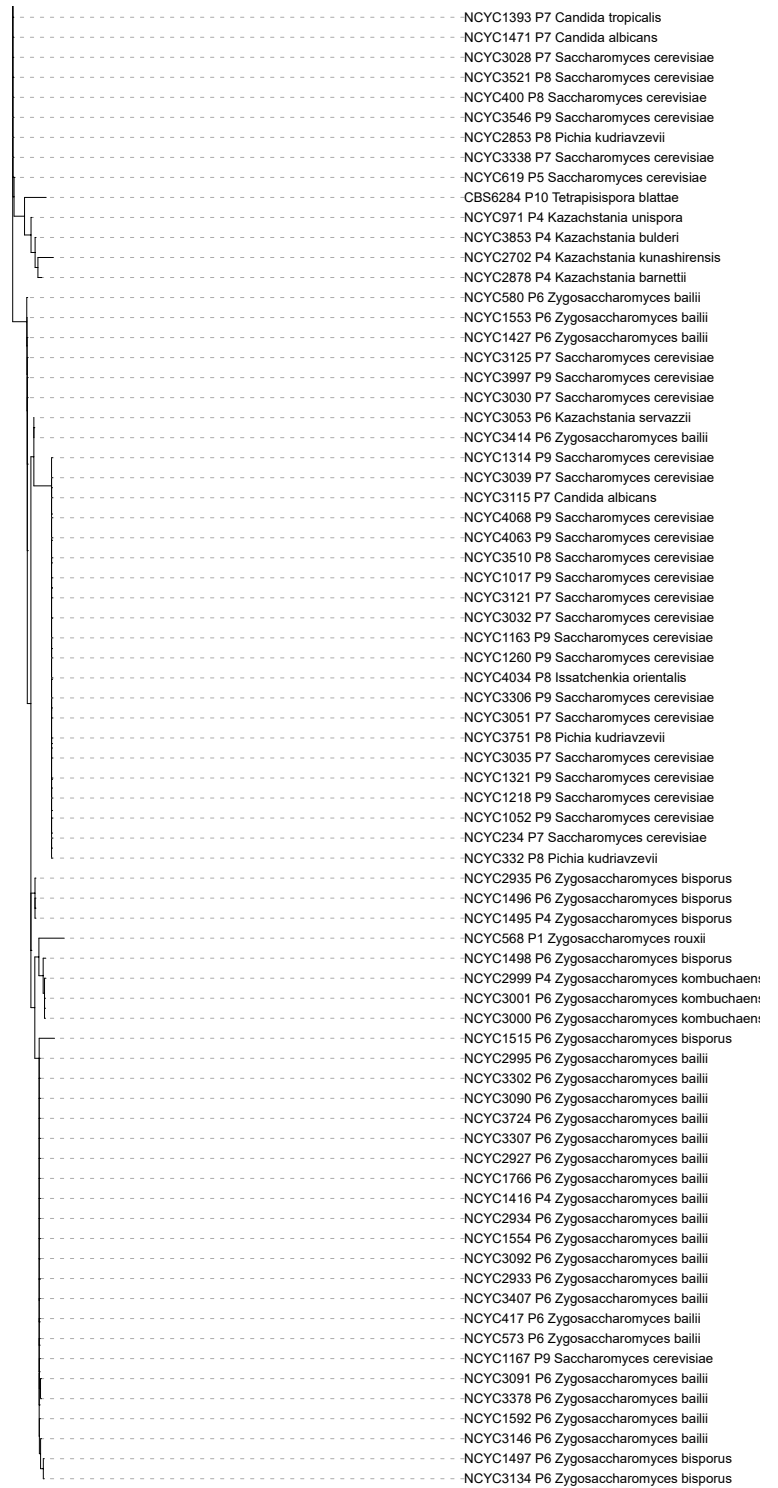 NCYC1393 P7 Candida tropicalis
NCYC1471 P7 Candida albicans
NCYC3028 P7 Saccharomyces cerevisiae
NCYC3521 P8 Saccharomyces cerevisiae
NCYC400 P8 Saccharomyces cerevisiae
NCYC3546 P9 Saccharomyces cerevisiae
NCYC2853 P8 Pichia kudriavzevii
NCYC3338 P7 Saccharomyces cerevisiae
NCYC619 P5 Saccharomyces cerevisiae
CBS6284 P10 Tetrapisispora blattae
NCYC971 P4 Kazachstania unispora
NCYC3853 P4 Kazachstania bulderi
NCYC2702 P4 Kazachstania kunashirensis
NCYC2878 P4 Kazachstania barnettii
NCYC580 P6 Zygosaccharomyces bailii
NCYC1553 P6 Zygosaccharomyces bailii
NCYC1427 P6 Zygosaccharomyces bailii
NCYC3125 P7 Saccharomyces cerevisiae
NCYC3997 P9 Saccharomyces cerevisiae
NCYC3030 P7 Saccharomyces cerevisiae
NCYC3053 P6 Kazachstania servazzii
NCYC3414 P6 Zygosaccharomyces bailii
NCYC1314 P9 Saccharomyces cerevisiae
NCYC3039 P7 Saccharomyces cerevisiae
NCYC3115 P7 Candida albicans
NCYC4068 P9 Saccharomyces cerevisiae
NCYC4063 P9 Saccharomyces cerevisiae
NCYC3510 P8 Saccharomyces cerevisiae
NCYC1017 P9 Saccharomyces cerevisiae
NCYC3121 P7 Saccharomyces cerevisiae
NCYC3032 P7 Saccharomyces cerevisiae
NCYC1163 P9 Saccharomyces cerevisiae
NCYC1260 P9 Saccharomyces cerevisiae
NCYC4034 P8 Issatchenkia orientalis
NCYC3306 P9 Saccharomyces cerevisiae
NCYC3051 P7 Saccharomyces cerevisiae
NCYC3751 P8 Pichia kudriavzevii
NCYC3035 P7 Saccharomyces cerevisiae
NCYC1321 P9 Saccharomyces cerevisiae
NCYC1218 P9 Saccharomyces cerevisiae
NCYC1052 P9 Saccharomyces cerevisiae
NCYC234 P7 Saccharomyces cerevisiae
NCYC332 P8 Pichia kudriavzevii
NCYC2935 P6 Zygosaccharomyces bisporus
NCYC1496 P6 Zygosaccharomyces bisporus
NCYC1495 P4 Zygosaccharomyces bisporus
NCYC568 P1 Zygosaccharomyces rouxii
NCYC1498 P6 Zygosaccharomyces bisporus
NCYC2999 P4 Zygosaccharomyces kombuchaens
NCYC3001 P6 Zygosaccharomyces kombuchaens
NCYC3000 P6 Zygosaccharomyces kombuchaens
NCYC1515 P6 Zygosaccharomyces bisporus
NCYC2995 P6 Zygosaccharomyces bailii
NCYC3302 P6 Zygosaccharomyces bailii
NCYC3090 P6 Zygosaccharomyces bailii
NCYC3724 P6 Zygosaccharomyces bailii
NCYC3307 P6 Zygosaccharomyces bailii
NCYC2927 P6 Zygosaccharomyces bailii
NCYC1766 P6 Zygosaccharomyces bailii
NCYC1416 P4 Zygosaccharomyces bailii
NCYC2934 P6 Zygosaccharomyces bailii
NCYC1554 P6 Zygosaccharomyces bailii
NCYC3092 P6 Zygosaccharomyces bailii
NCYC2933 P6 Zygosaccharomyces bailii
NCYC3407 P6 Zygosaccharomyces bailii
NCYC417 P6 Zygosaccharomyces bailii
NCYC573 P6 Zygosaccharomyces bailii
NCYC1167 P9 Saccharomyces cerevisiae
NCYC3091 P6 Zygosaccharomyces bailii
NCYC3378 P6 Zygosaccharomyces bailii
NCYC1592 P6 Zygosaccharomyces bailii
NCYC3146 P6 Zygosaccharomyces bailii
NCYC1497 P6 Zygosaccharomyces bisporus
NCYC3134 P6 Zygosaccharomyces bisporus